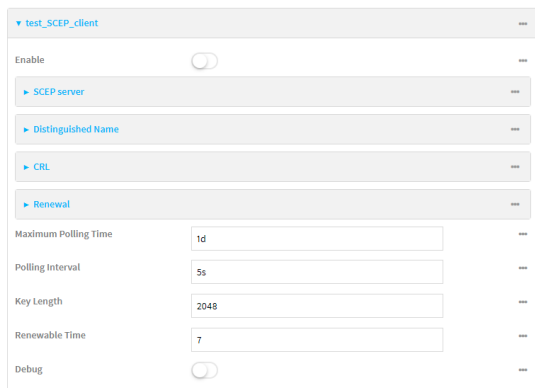 test_SCEP_client
Enable
SCEP server
Distinguished Name
CRL
Renewal
Maximum Polling Time
1d
Polling Interval
5s
Key Length
2048
Renewable Time
7
Debug